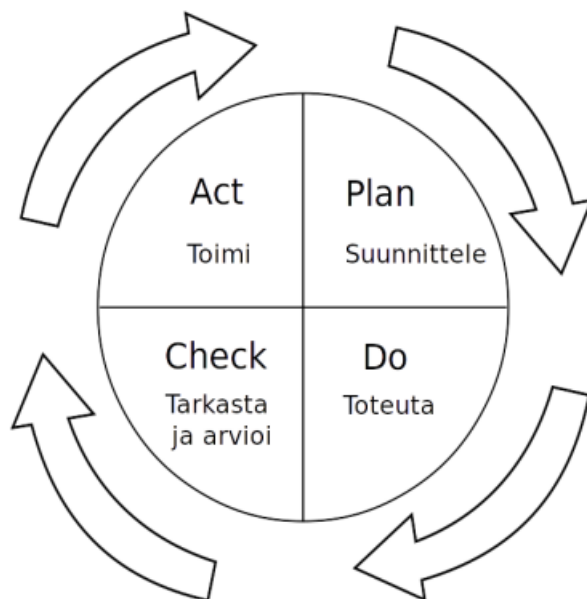 Act
Toimi
Plan
Suunnittele
Check
Tarkasta
ja arvioi
Do
Toteuta